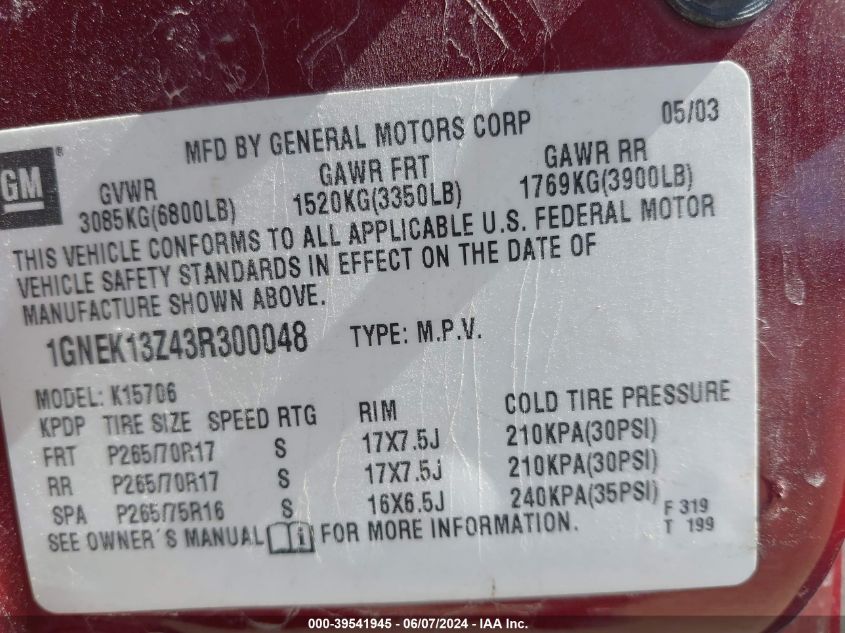 MFD BY GENERAL MOTORS CORP 05/03
GM®
GVWR GAWR FRT GAWR RR
3085KG(6800LB) 1520KG(3350LB) 1769KG(3900LB)
THIS VEHICLE CONFORMS TO ALL APPLICABLE U.S. FEDERAL MOTOR
VEHICLE SAFETY STANDARDS IN EFFECT ON THE DATE OF
MANUFACTURE SHOWN ABOVE.
1GNEK13Z43R300048 TYPE: M.P.V.
MODEL: K15706
KPDP TIRE SIZE SPEED RTG RIM COLD TIRE PRESSURE
FRT P265/70R17 S 17X7.5J 210KPA(30PSI)
RR P265/70R17 S 17X7.5J 210KPA(30PSI)
SPA P265/75R16 S 16X6.5J 240KPA(35PSI)
F 319
T 199
SEE OWNER'S MANUAL i FOR MORE INFORMATION.
000-39541945 - 06/07/2024 - IAA Inc.